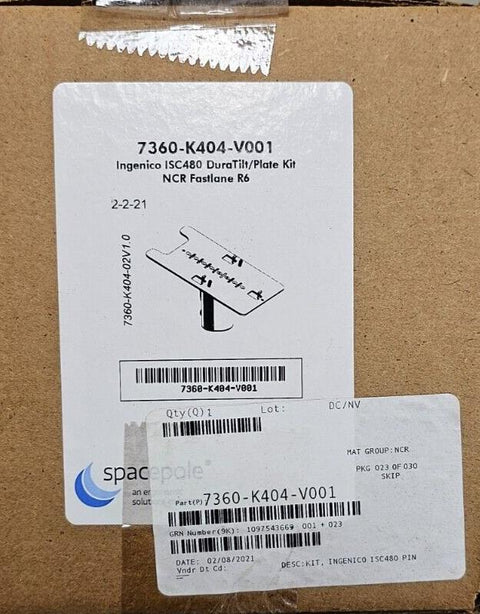 7360-K404-V001
Ingenico ISC480 DuraTilt/Plate Kit
NCR Fastlane R6
2-2-21
7360-K404-02V1.0
7360-K404-V001
Qty(Q) 1 Lot: DC/NV
MAT GROUP:NCR
PKG 023 OF 030
SKIP
spacepole®
an
solutions
Part(P) 7360-K404-V001
GRN Number(9K): 1097543669 001 + 023
DATE: 02/08/2021
Vndr Dt Cd:
DESC:KIT, INGENICO ISC480 PIN